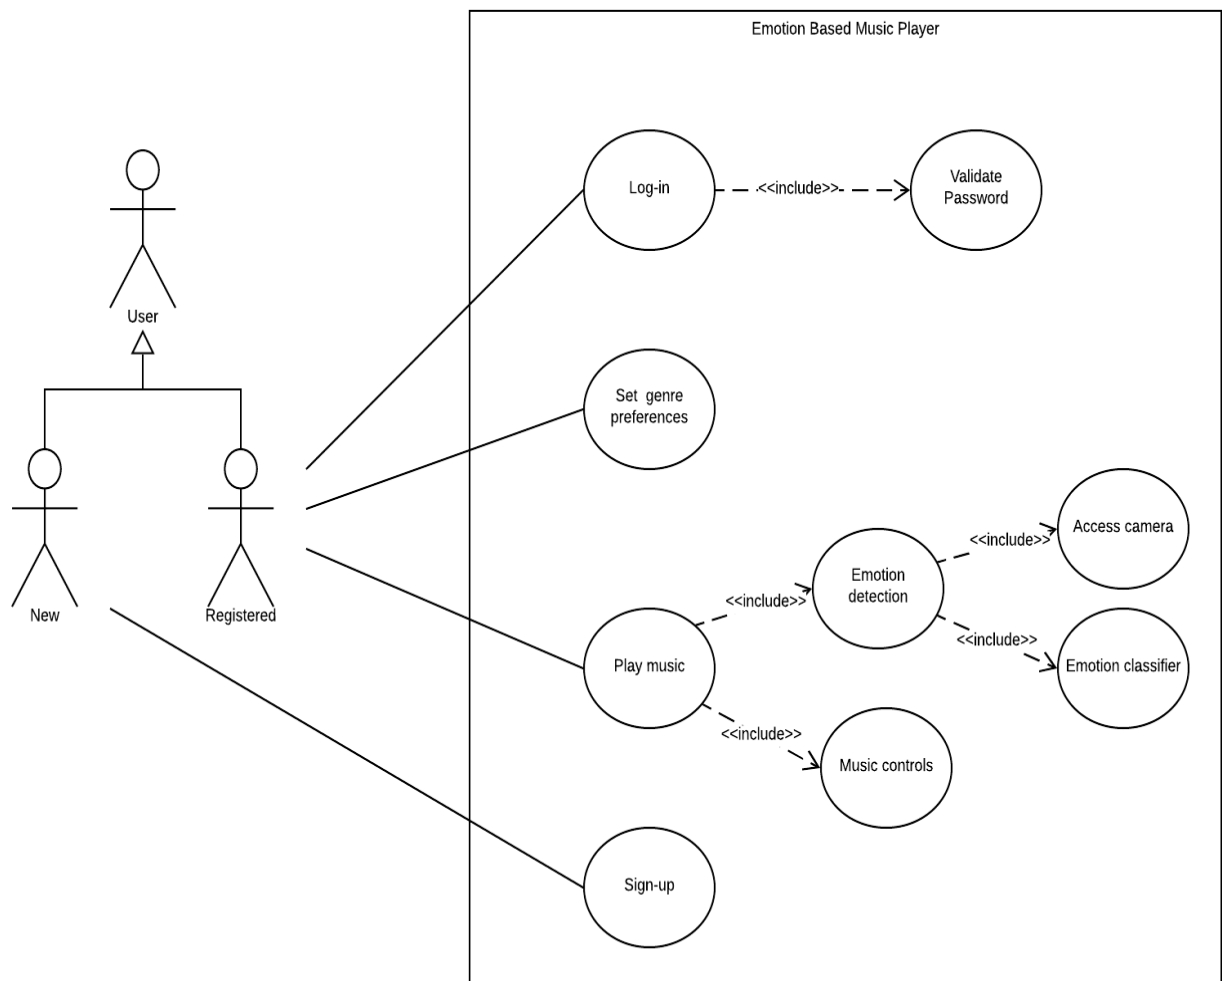 Emotion Based Music Player
Log-in
<<include>>
Validate
Password
User
Set genre
preferences
New
Registered
Play music
<<include>>
Emotion
detection
<<include>>
Access camera
<<include>>
Emotion classifier
<<include>>
Music controls
Sign-up